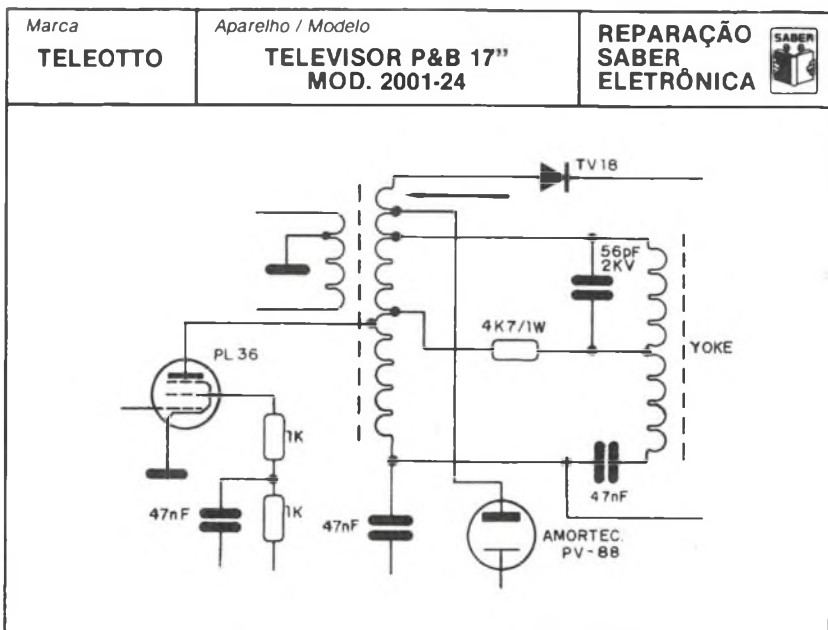 Marca
TELEOTTO
Aparelho / Modelo
TELEVISOR P&B 17”
MOD. 2001-24
REPARAÇÃO
SABER
ELETRÔNICA
SABER
TV18
56pF
2KV
4K7/1W
YOKE
PL 36
1K
47nF
1K
47nF
47nF
AMORTEC.
PV-88